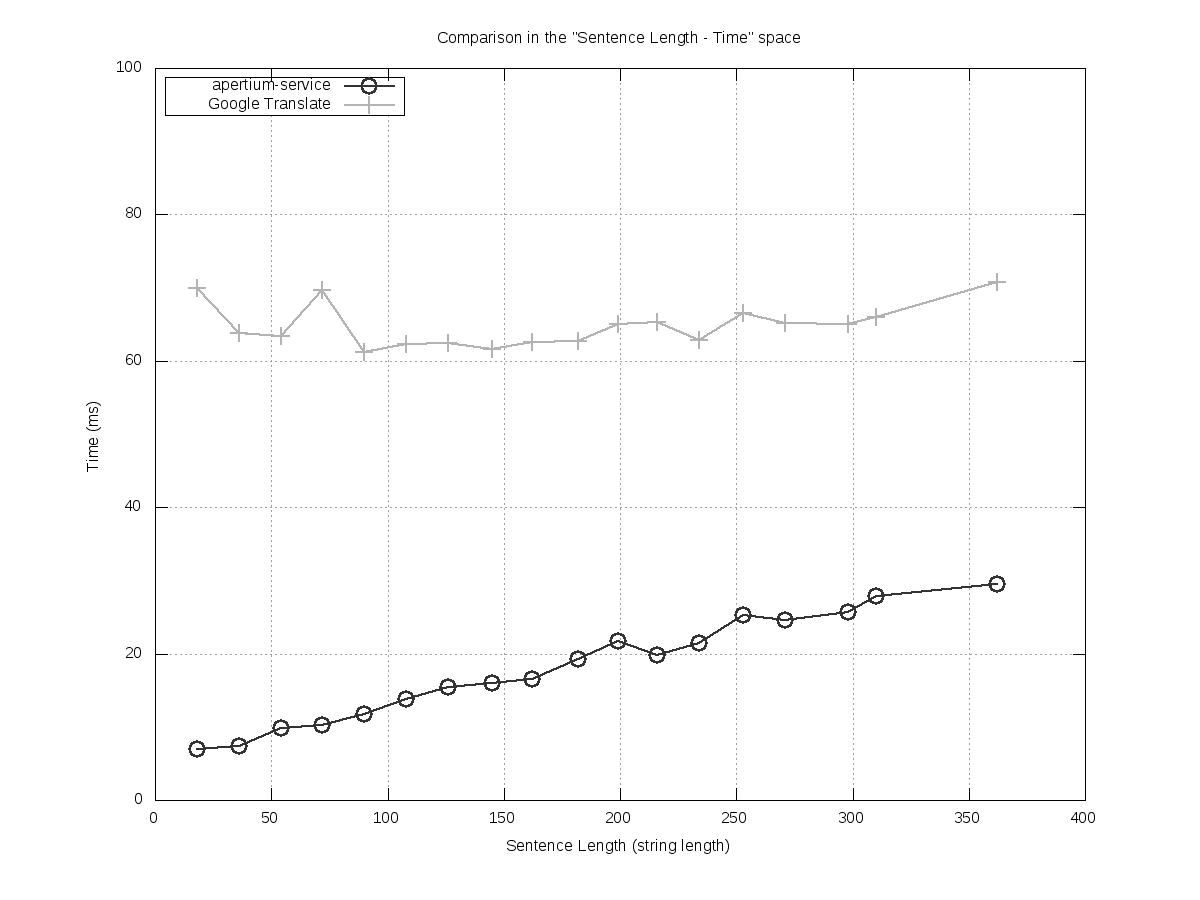 Comparison in the "Sentence Length - Time" space
apertium-service
Google Translate
100
80
60
40
20
0
Time (ms)
0 50 100 150 200 250 300 350 400
Sentence Length (string length)